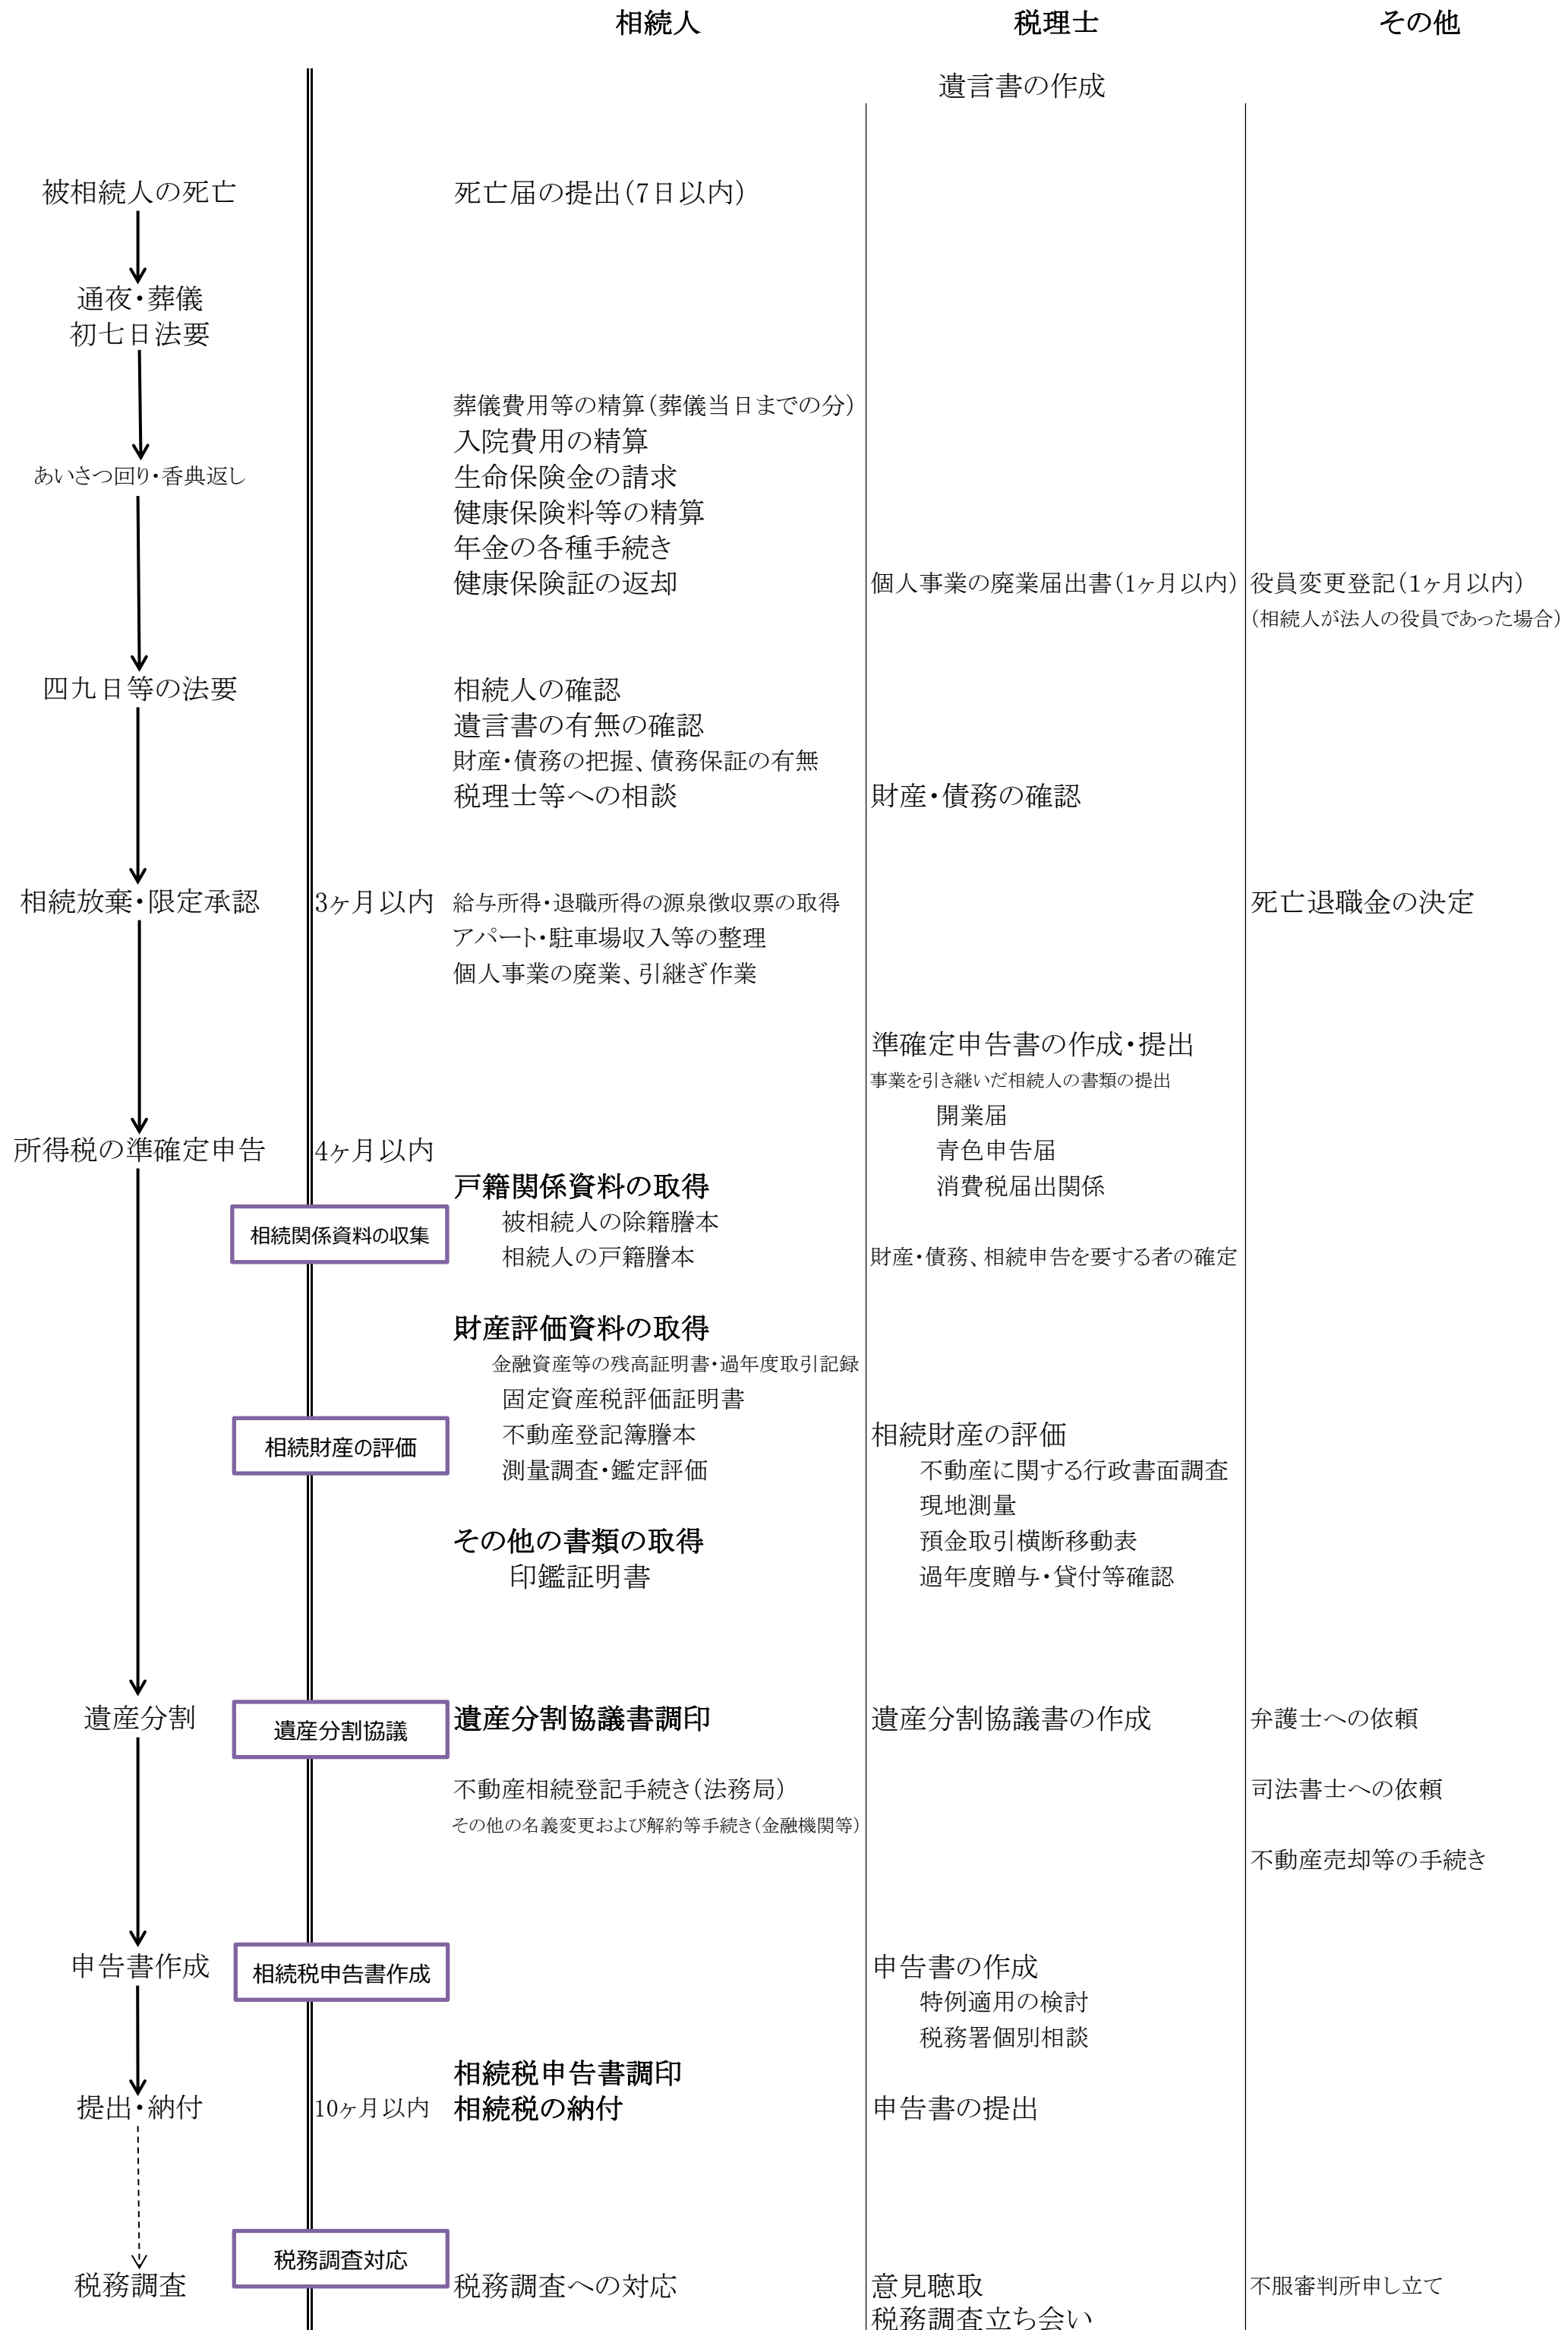 相続人 税理士 その他
遺言書の作成
被相続人の死亡 死亡届の提出(7日以内)
通夜・葬儀
初七日法要
葬儀費用等の精算(葬儀当日までの分)
入院費用の精算
あいさつ回り・香典返し 生命保険金の請求
健康保険料等の精算
年金の各種手続き
健康保険証の返却 個人事業の廃業届出書(1ヶ月以内) 役員変更登記(1ヶ月以内)
(相続人が法人の役員であった場合)
四九日等の法要 相続人の確認
遺言書の有無の確認
財産・債務の把握、債務保証の有無
税理士等への相談 財産・債務の確認
相続放棄・限定承認 3ヶ月以内 給与所得・退職所得の源泉徴収票の取得 死亡退職金の決定
アパート・駐車場収入等の整理
個人事業の廃業、引継ぎ作業
準確定申告書の作成・提出
事業を引き継いだ相続人の書類の提出
開業届
所得税の準確定申告 4ヶ月以内 青色申告届
戸籍関係資料の取得 消費税届出関係
相続関係資料の収集 被相続人の除籍謄本
相続人の戸籍謄本 財産・債務、相続申告を要する者の確定
財産評価資料の取得
金融資産等の残高証明書・過年度取引記録
固定資産税評価証明書
相続財産の評価 不動産登記簿謄本 相続財産の評価
測量調査・鑑定評価 不動産に関する行政書面調査
現地測量
その他の書類の取得 預金取引横断移動表
印鑑証明書 過年度贈与・貸付等確認
遺産分割 遺産分割協議 遺産分割協議書調印 遺産分割協議書の作成 弁護士への依頼
不動産相続登記手続き(法務局) 司法書士への依頼
その他の名義変更および解約等手続き(金融機関等)
不動産売却等の手続き
申告書作成 相続税申告書作成 申告書の作成
特例適用の検討
税務署個別相談
相続税申告書調印
提出・納付 10ヶ月以内 相続税の納付 申告書の提出
税務調査対応
税務調査 税務調査への対応 意見聴取 不服審判所申し立て
税務調査立ち会い